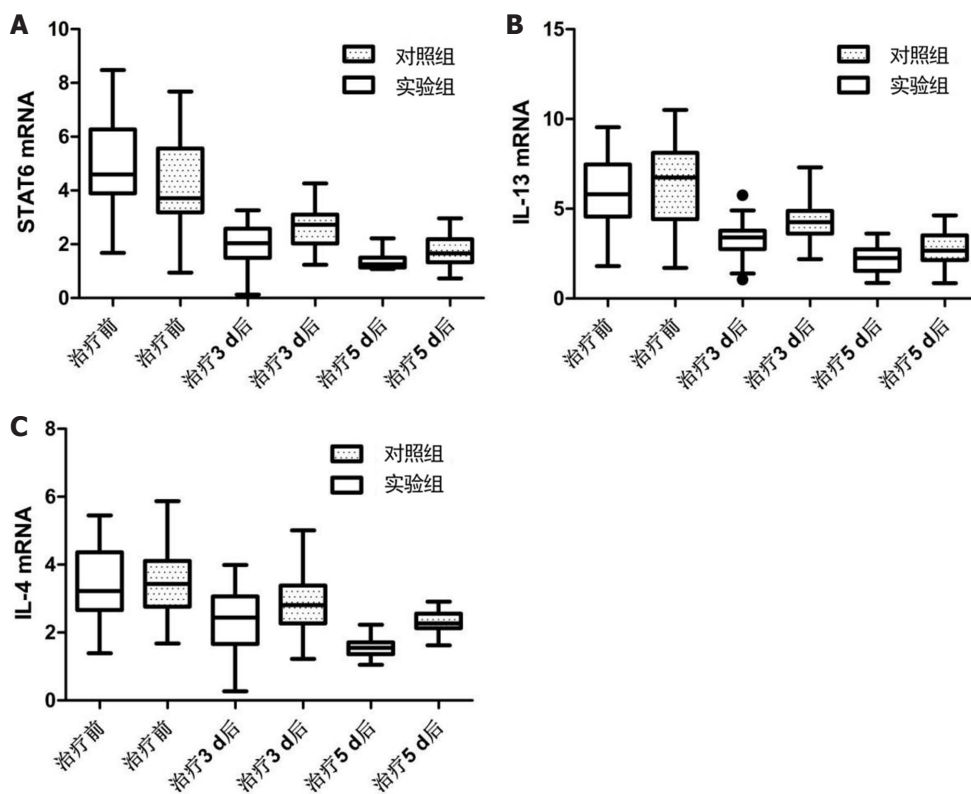 A
STAT6 mRNA
10
8
6
4
2
0
对照组
实验组
治疗前
治疗前
治疗3 d后
治疗3 d后
治疗5 d后
治疗5 d后
B
IL-13 mRNA
15
10
5
0
对照组
实验组
治疗前
治疗前
治疗3 d后
治疗3 d后
治疗5 d后
治疗5 d后
C
IL-4 mRNA
8
6
4
2
0
对照组
实验组
治疗前
治疗前
治疗3 d后
治疗3 d后
治疗5 d后
治疗5 d后